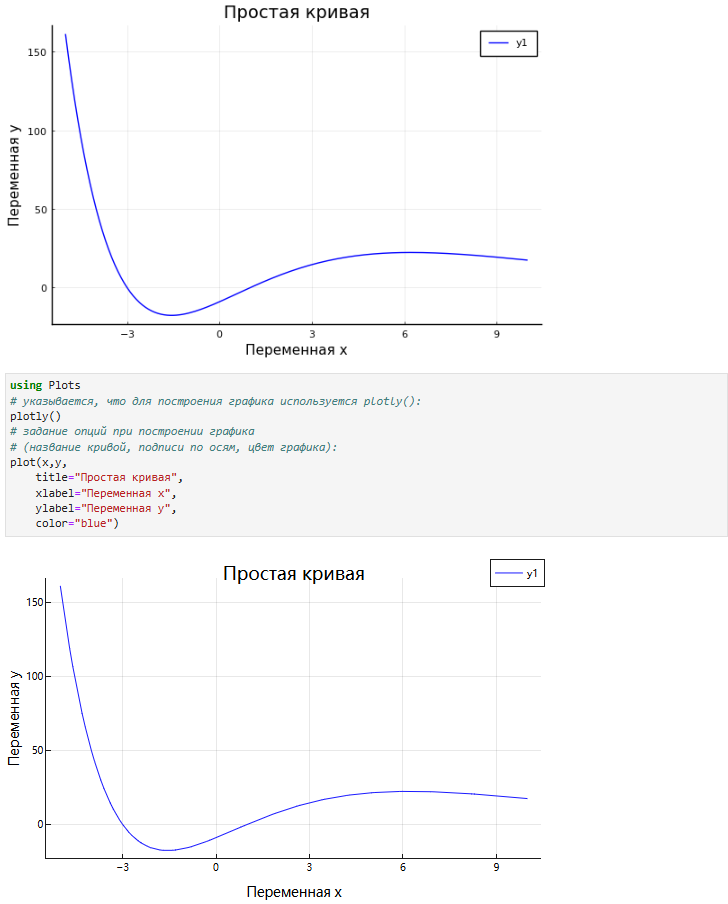 Простая кривая
y1
150
100
50
0
Переменная y
−3 0 3 6 9
Переменная x
using Plots
# указывается, что для построения графика используется plotly():
plotly()
# задание опций при построении графика
# (название кривой, подписи по осям, цвет графика):
plot(x,y,
    title="Простая кривая",
    xlabel="Переменная x",
    ylabel="Переменная y",
    color="blue")
Простая кривая
y1
150
100
50
0
Переменная y
−3 0 3 6 9
Переменная x